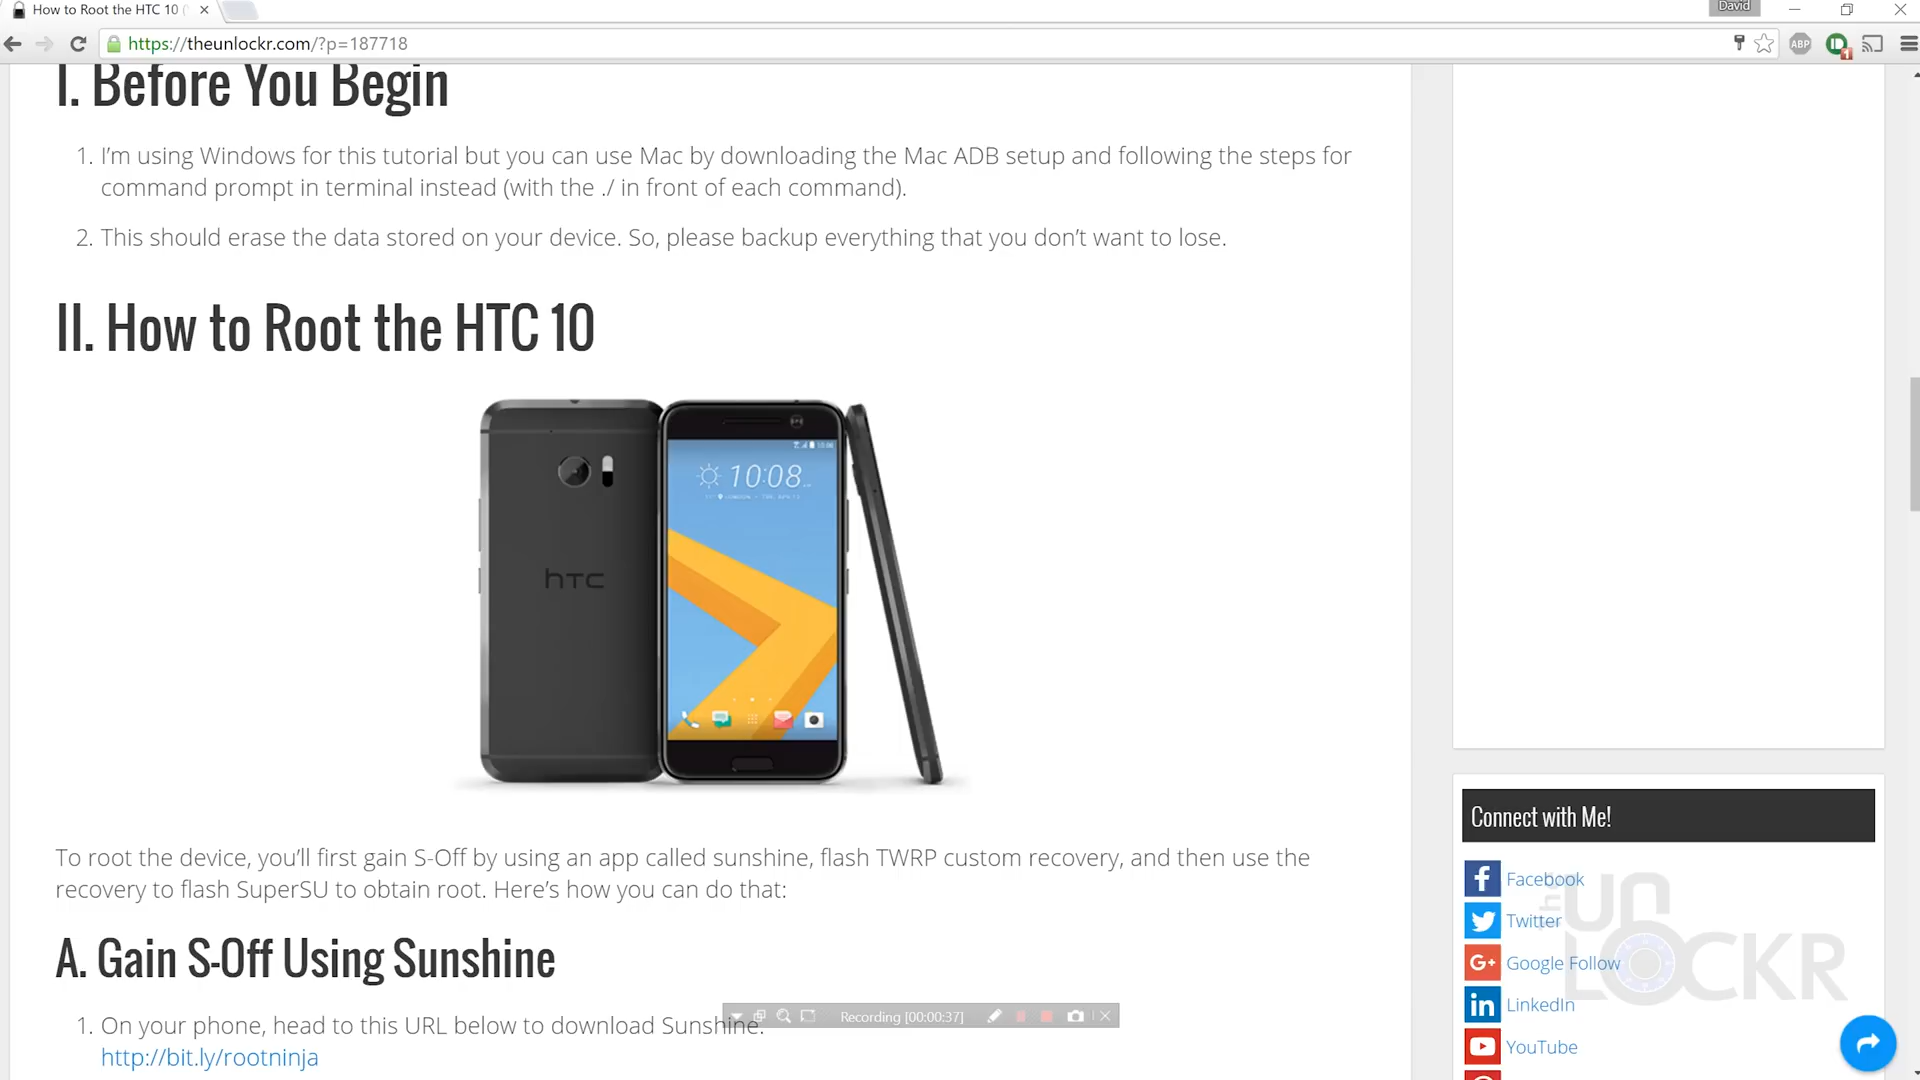 How to Root the HTC 10 (
David
https://theunlockr.com/?p=187718
ABP
1
I. Before You Begin
1. I'm using Windows for this tutorial but you can use Mac by downloading the Mac ADB setup and following the steps for
command prompt in terminal instead (with the ./ in front of each command).
2. This should erase the data stored on your device. So, please backup everything that you don't want to lose.
II. How to Root the HTC 10
10:08
hTC
To root the device, you'll first gain S-Off by using an app called sunshine, flash TWRP custom recovery, and then use the
recovery to flash SuperSU to obtain root. Here's how you can do that:
A. Gain S-Off Using Sunshine
1. On your phone, head to this URL below to download Sunshine.
http://bit.ly/rootninja
Recording [00:00:37]
Connect with Me!
Facebook
Twitter
G+ Google Follow
in LinkedIn
YouTube
the
UN
LOCKR